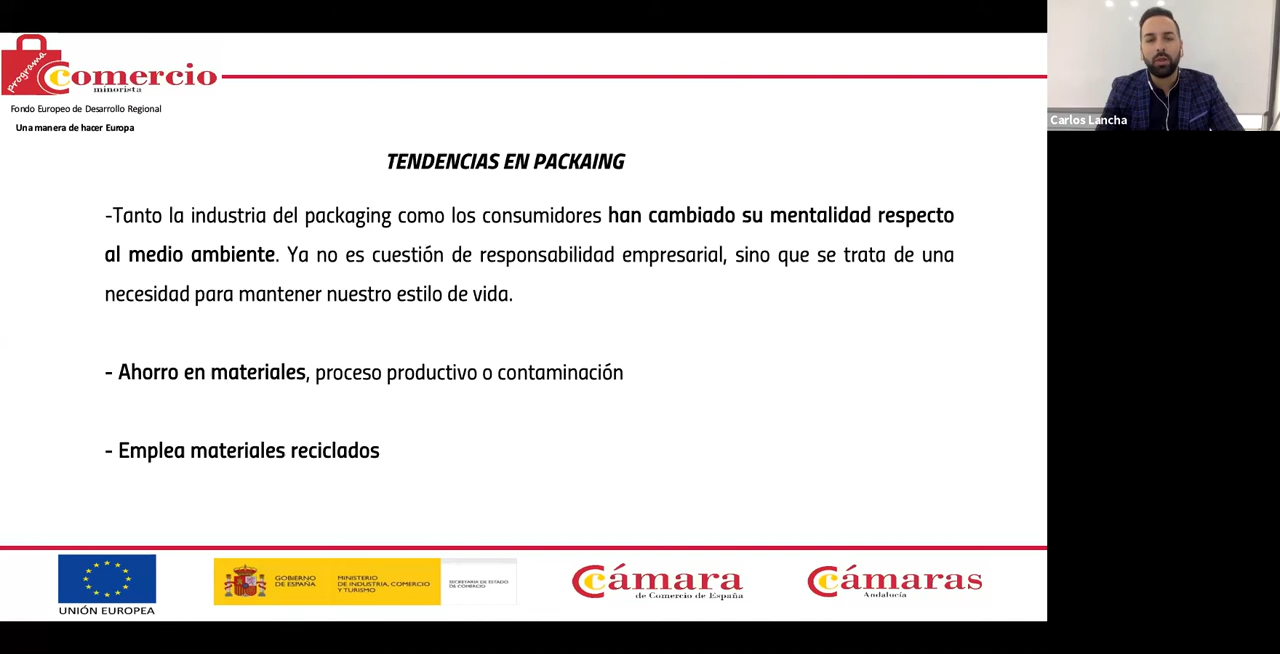 programa
comercio
minorista
Fondo Europeo de Desarrollo Regional
Una manera de hacer Europa
Carlos Lancha
TENDENCIAS EN PACKAING
-Tanto la industria del packaging como los consumidores han cambiado su mentalidad respecto
al medio ambiente. Ya no es cuestión de responsabilidad empresarial, sino que se trata de una
necesidad para mantener nuestro estilo de vida.
- Ahorro en materiales, proceso productivo o contaminación
- Emplea materiales reciclados
UNIÓN EUROPEA
GOBIERNO
DE ESPAÑA
MINISTERIO
DE INDUSTRIA, COMERCIO
Y TURISMO
SECRETARÍA DE ESTADO
DE COMERCIO
Cámara
de Comercio de España
Cámaras
Andalucía